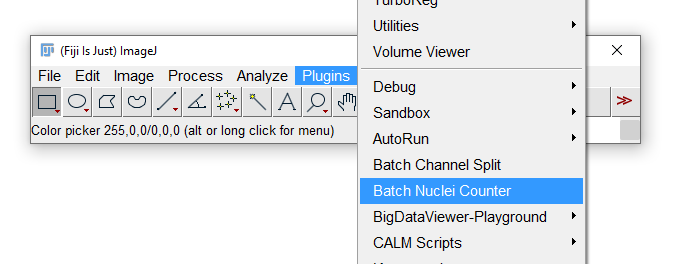 TurboReg
Utilities
Volume Viewer
(Fiji Is Just) ImageJ
File Edit Image Process Analyze Plugins
Debug
Sandbox
Color picker 255,0,0/0,0,0 (alt or long click for menu)
AutoRun
Batch Channel Split
Batch Nuclei Counter
BigDataViewer-Playground
CALM Scripts